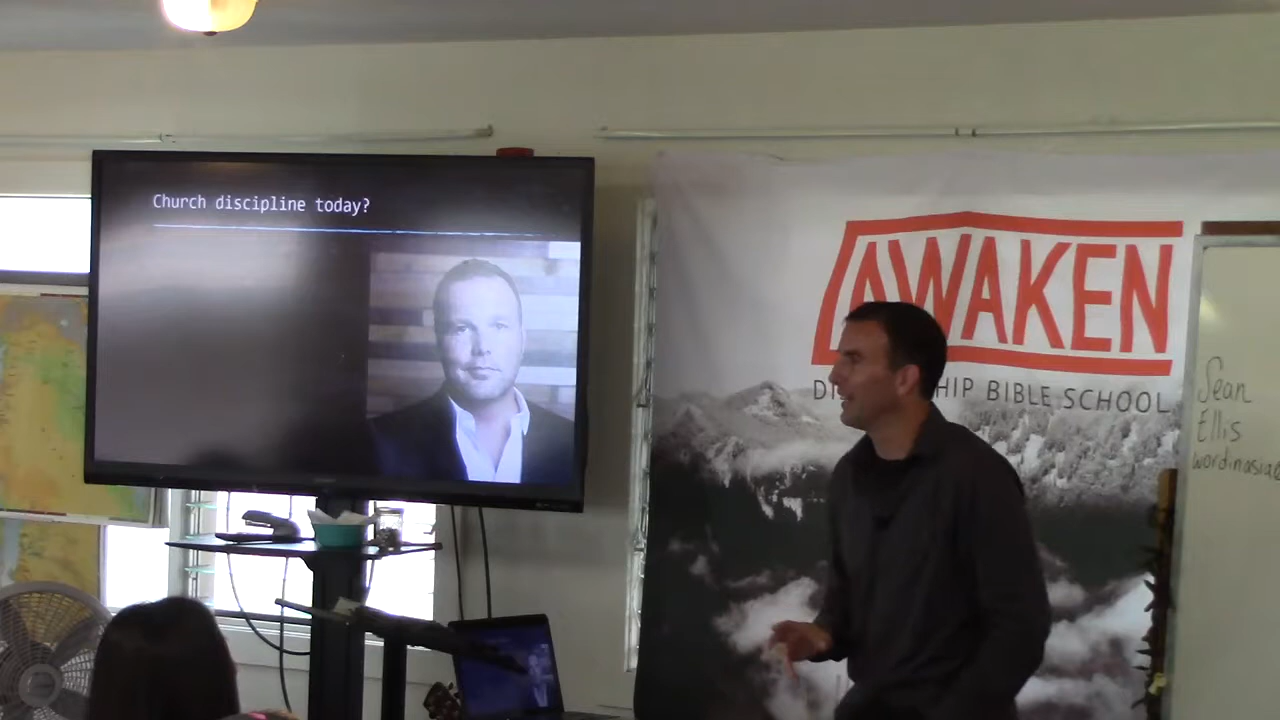 Church discipline today?
AWAKEN
HIP BIBLE SCHOOL
Sean
Ellis